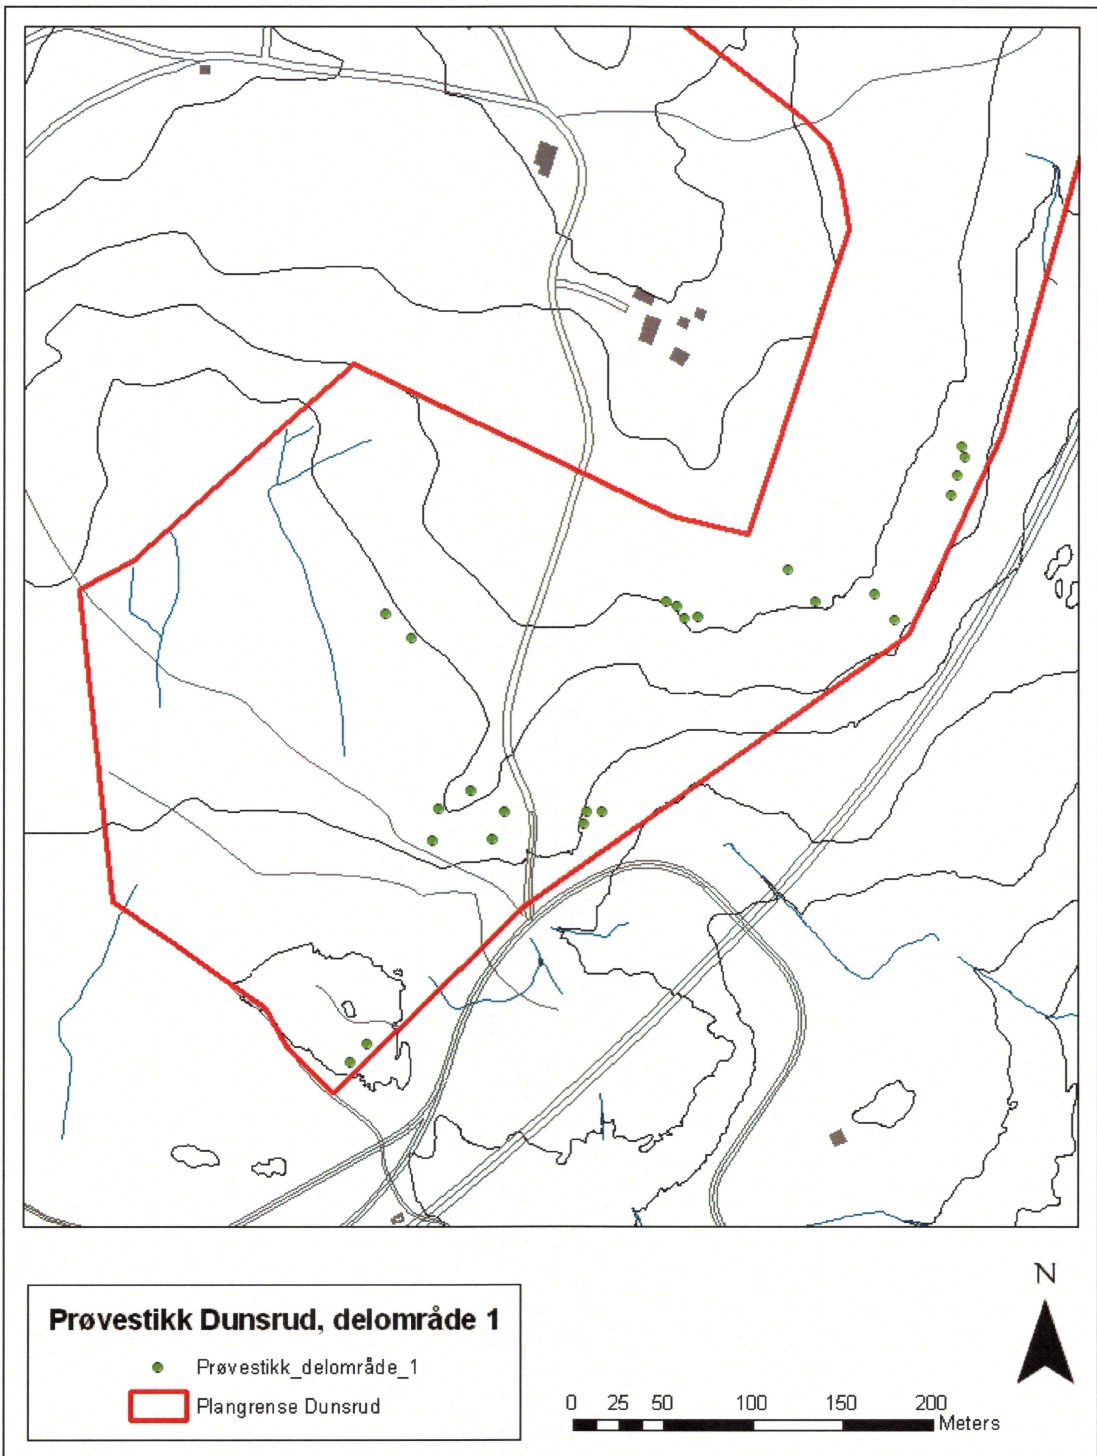 Prøvestikk Dunsrud, delområde 1
Prøvestikk_delområde_1
Plangrense Dunsrud
N
0 25 50 100 150 200
Meters